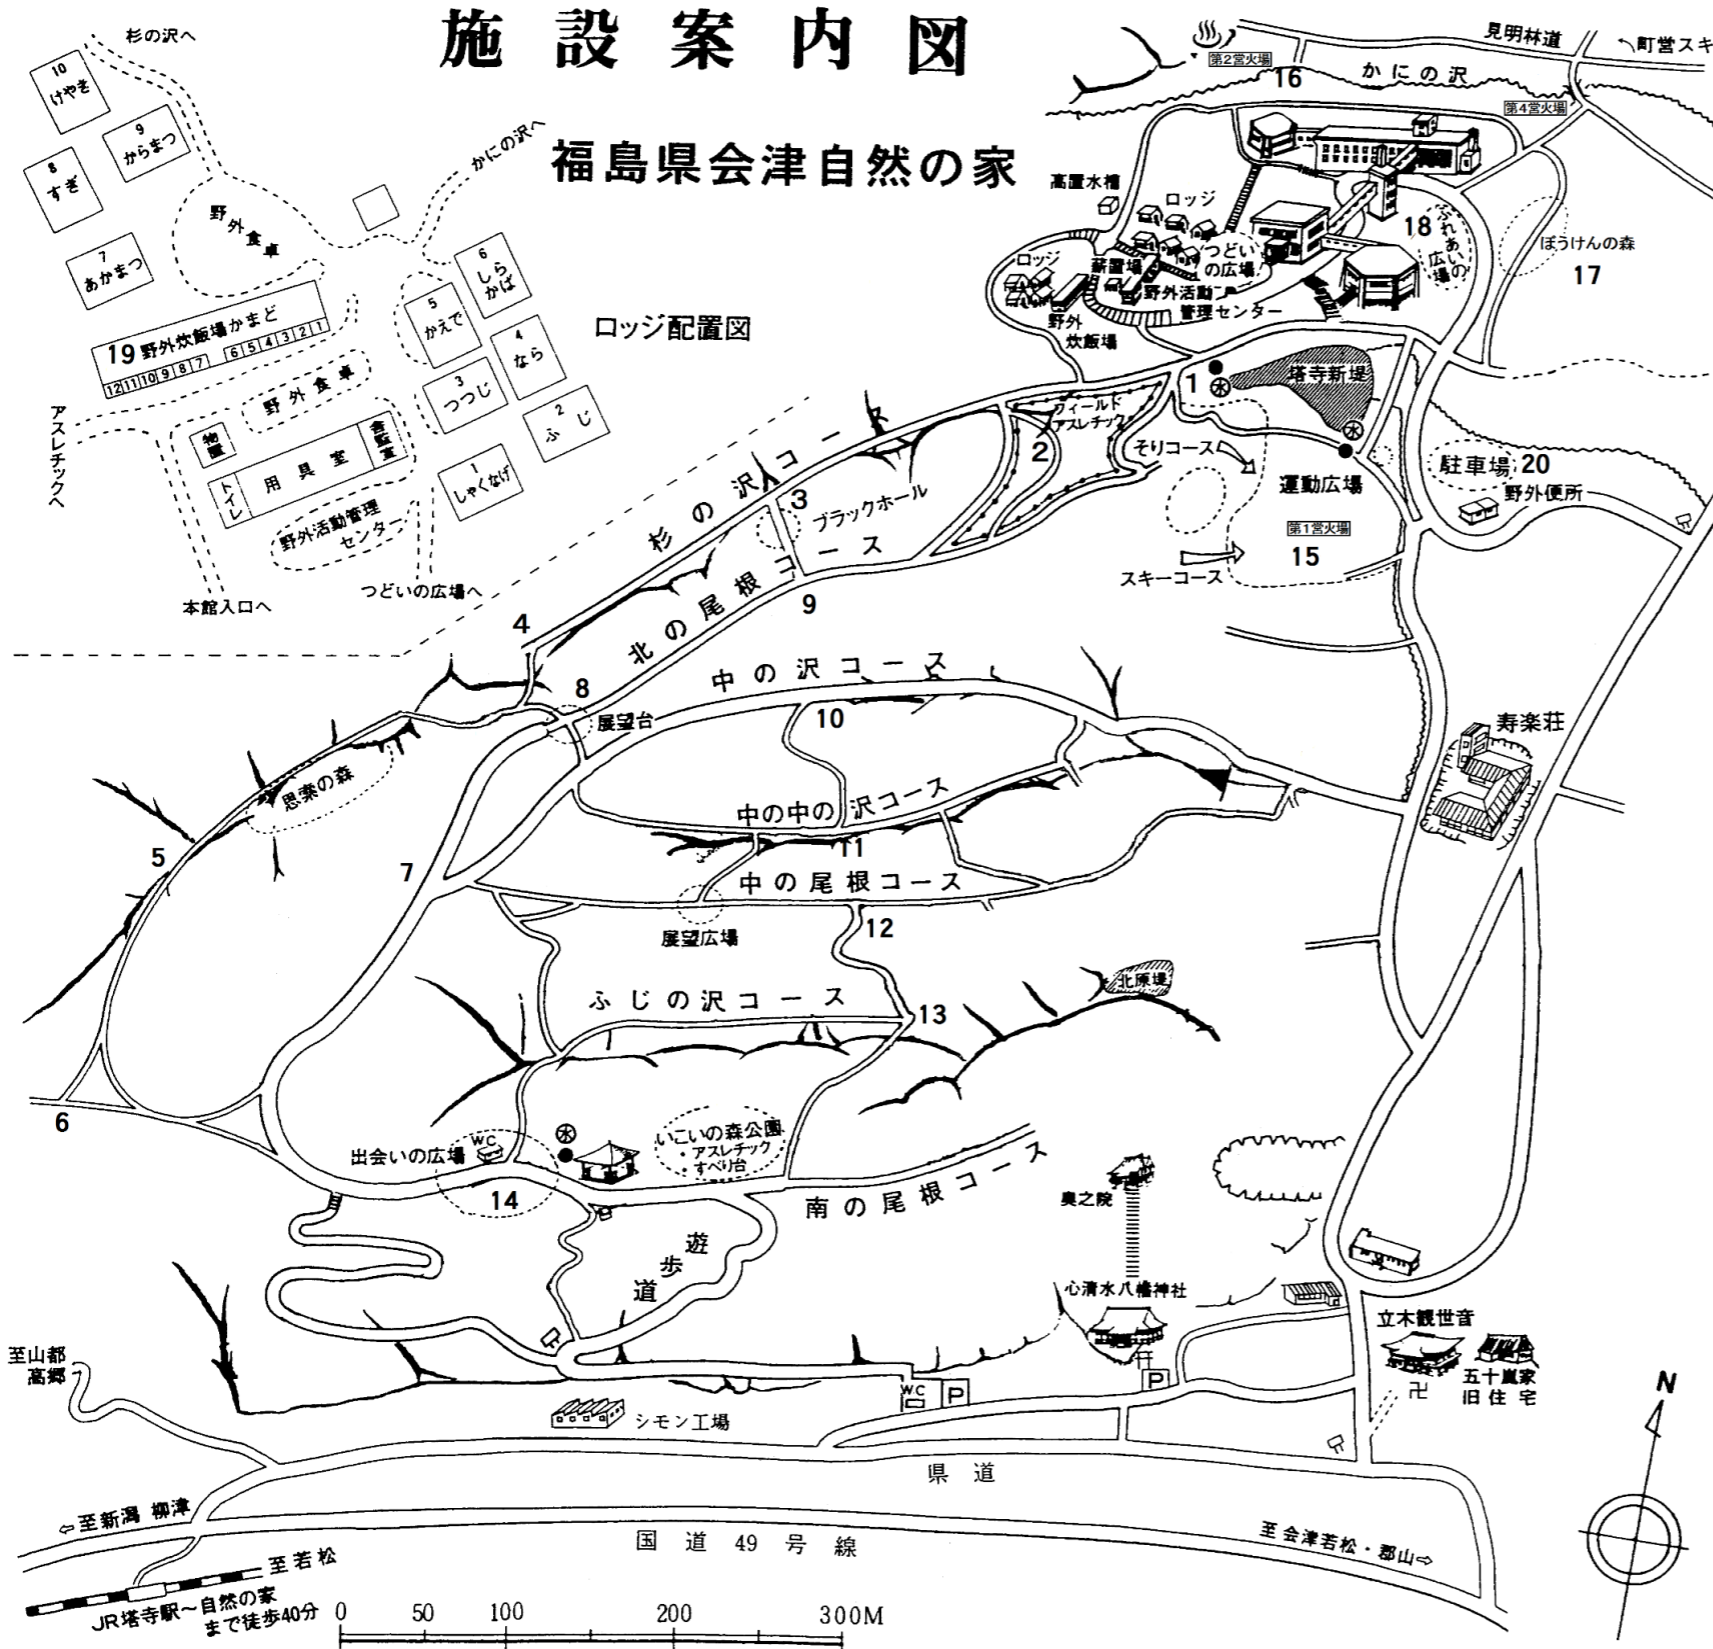 施設案内図
福島県会津自然の家
杉の沢へ
10
けやき
9
からまつ
8
すぎ
7
あかまつ
野外食卓
かにの沢へ
6
しらかば
5
かえで
4
なら
3
つつじ
2
ふじ
1
しゃくなげ
ロッジ配置図
19 野外炊飯場かまど
12 11 10 9 8 7 6 5 4 3 2 1
野外食卓
物置
トイレ
用具室
野外活動管理
センター
アスレチックへ
本館入口へ
つどいの広場へ
第2営火場
16
見明林道
町営スキ
かにの沢
第4営火場
高置水槽
ロッジ
ロッジ
薪置場
つどい
の広場
野外活動
管理センター
野外
炊飯場
18
ふれあいの
広場
ぼうけんの森
17
1
水
塔寺新堤
水
フィールド
アスレチック
2
そりコース
運動広場
駐車場 20
野外便所
第1営火場
15
スキーコース
杉の沢コース
3
ブラックホール
北の尾根コース
4
9
8
展望台
中の沢コース
10
寿楽荘
思索の森
5
7
中の中の沢コース
11
中の尾根コース
展望広場
12
北原堤
ふじの沢コース
13
6
出会いの広場
WC
水
14
いこいの森公園
・アスレチック
・すべり台
南の尾根コース
遊歩道
奥之院
心清水八幡神社
立木観世音
五十嵐家
旧住宅
卍
至山都
高郷
シモン工場
WC
P
P
県道
国道49号線
至新潟 柳津
至会津若松・郡山
至若松
JR塔寺駅〜自然の家
まで徒歩40分
0 50 100 200 300M
N